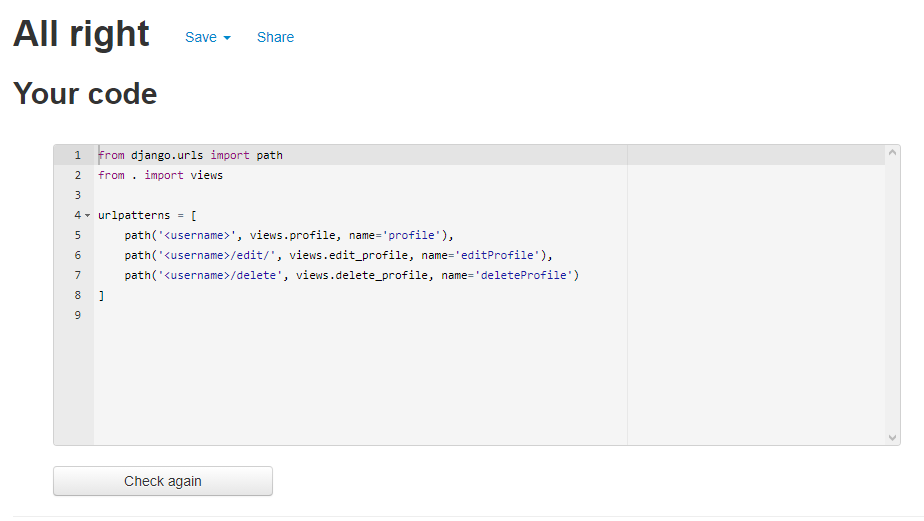 All right Save Share
Your code
1 from django.urls import path
2 from . import views
3
4 urlpatterns = [
5     path('<username>', views.profile, name='profile'),
6     path('<username>/edit/', views.edit_profile, name='editProfile'),
7     path('<username>/delete', views.delete_profile, name='deleteProfile')
8 ]
9
Check again